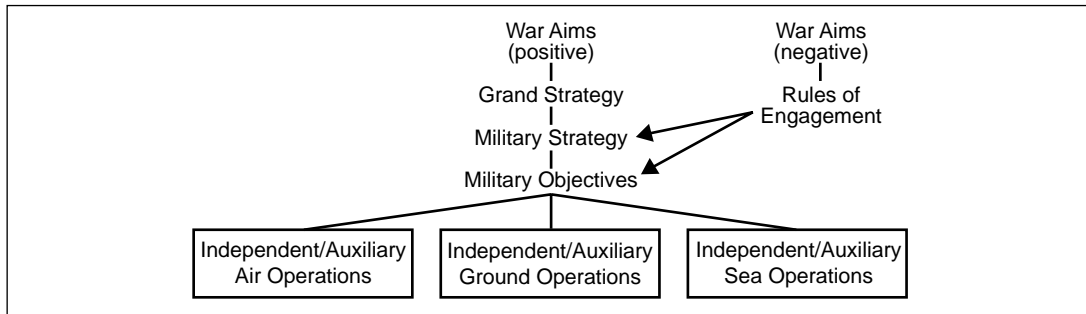 War Aims
(positive)
War Aims
(negative)
Grand Strategy
Rules of
Engagement
Military Strategy
Military Objectives
Independent/Auxiliary
Air Operations
Independent/Auxiliary
Ground Operations
Independent/Auxiliary
Sea Operations